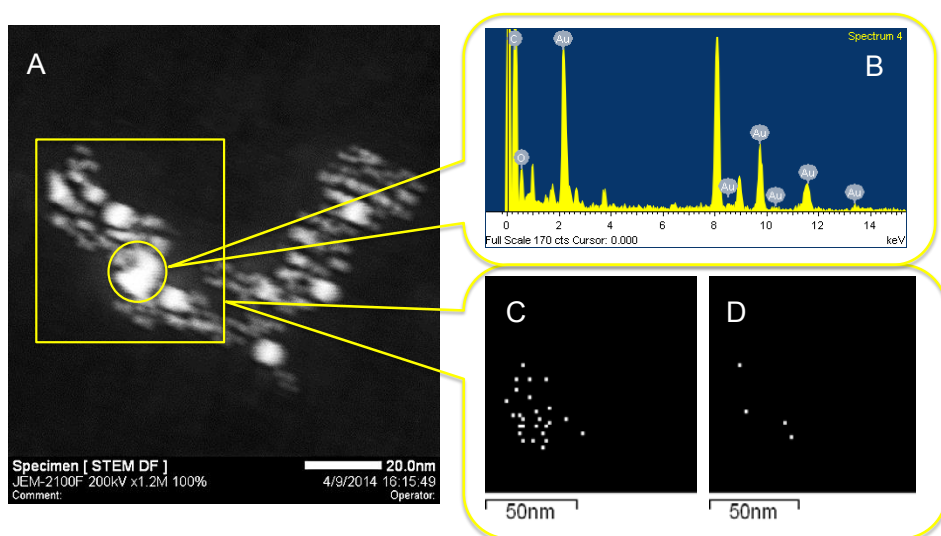 A
Specimen [ STEM DF ]
20.0nm
JEM-2100F 200kV x1.2M 100%
4/9/2014 16:15:49
Comment:
Operator:
Spectrum 4
B
C
Au
O
Au
Au
Au
Au
Au
0 2 4 6 8 10 12 14
Full Scale 170 cts Cursor: 0.000
keV
C
D
50nm
50nm